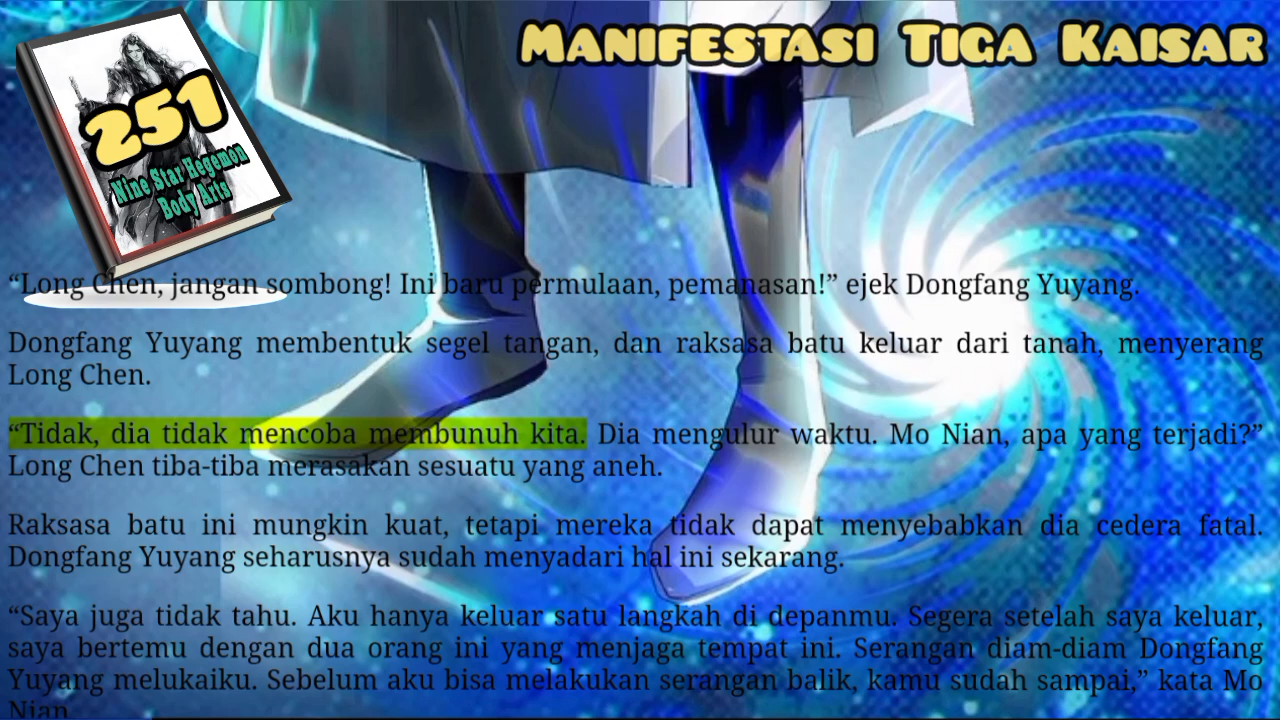 Manifestasi Tiga Kaisar
251
Nine Star Hegemon
Body Arts
“Long Chen, jangan sombong! Ini baru permulaan, pemanasan!” ejek Dongfang Yuyang.
Dongfang Yuyang membentuk segel tangan, dan raksasa batu keluar dari tanah, menyerang
Long Chen.
“Tidak, dia tidak mencoba membunuh kita. Dia mengulur waktu. Mo Nian, apa yang terjadi?”
Long Chen tiba-tiba merasakan sesuatu yang aneh.
Raksasa batu ini mungkin kuat, tetapi mereka tidak dapat menyebabkan dia cedera fatal.
Dongfang Yuyang seharusnya sudah menyadari hal ini sekarang.
“Saya juga tidak tahu. Aku hanya keluar satu langkah di depanmu. Segera setelah saya keluar,
saya bertemu dengan dua orang ini yang menjaga tempat ini. Serangan diam-diam Dongfang
Yuyang melukaiku. Sebelum aku bisa melakukan serangan balik, kamu sudah sampai,” kata Mo
Nian.